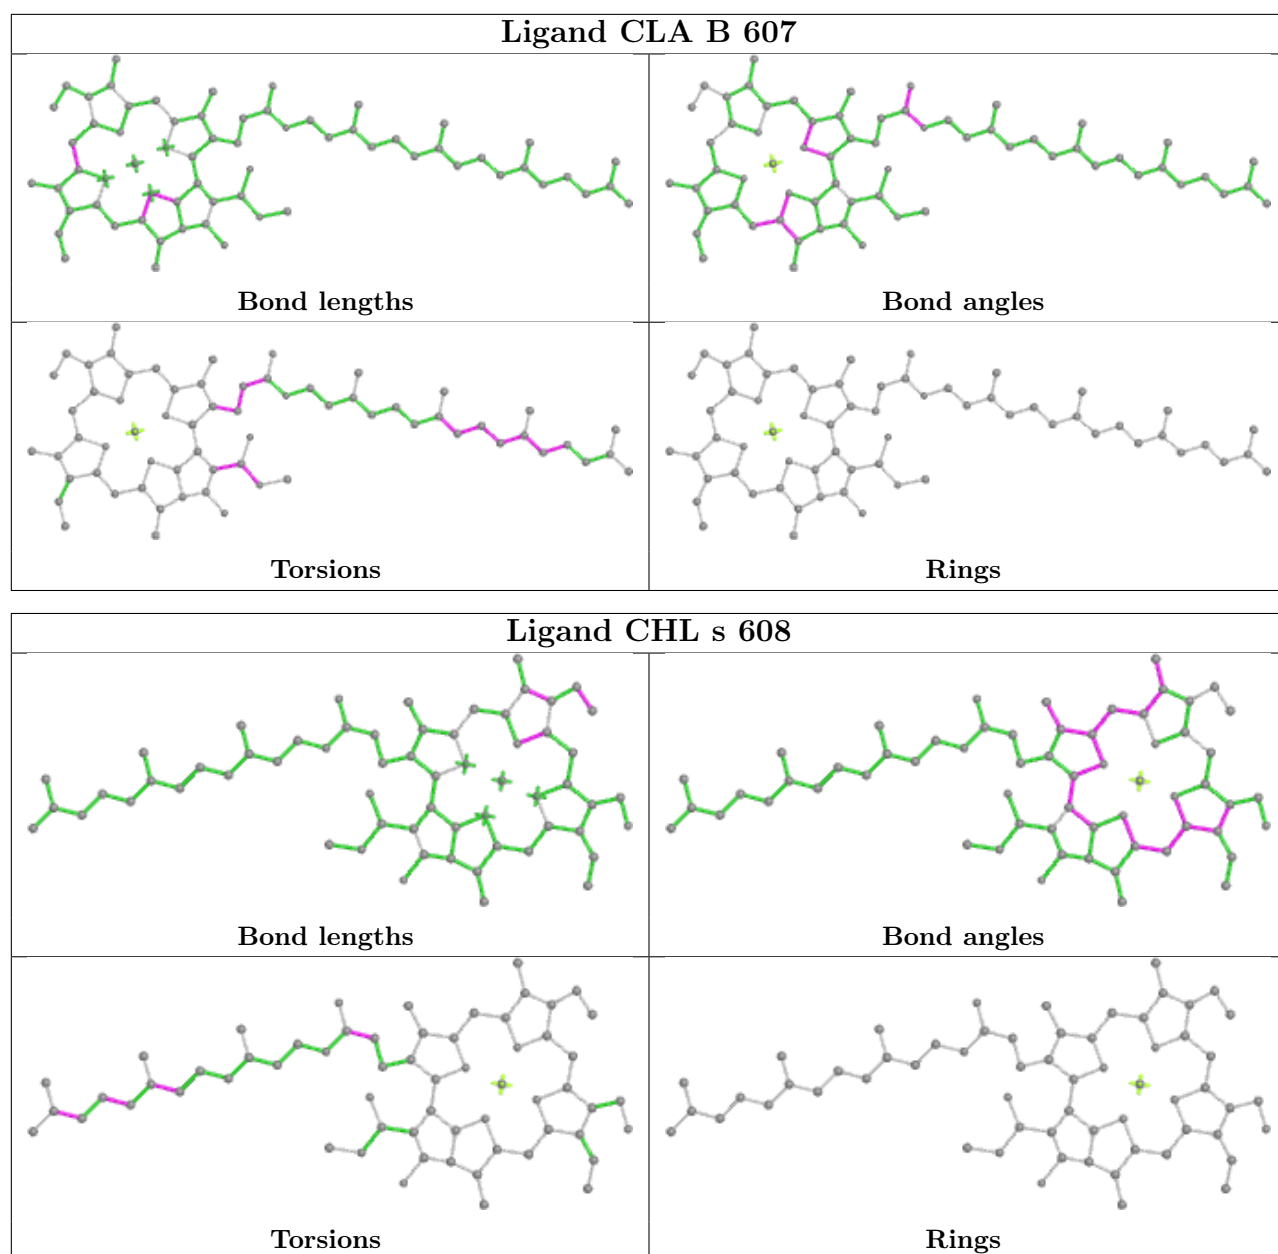 Ligand CLA B 607
Bond lengths
Bond angles
Torsions
Rings
Ligand CHL s 608
Bond lengths
Bond angles
Torsions
Rings